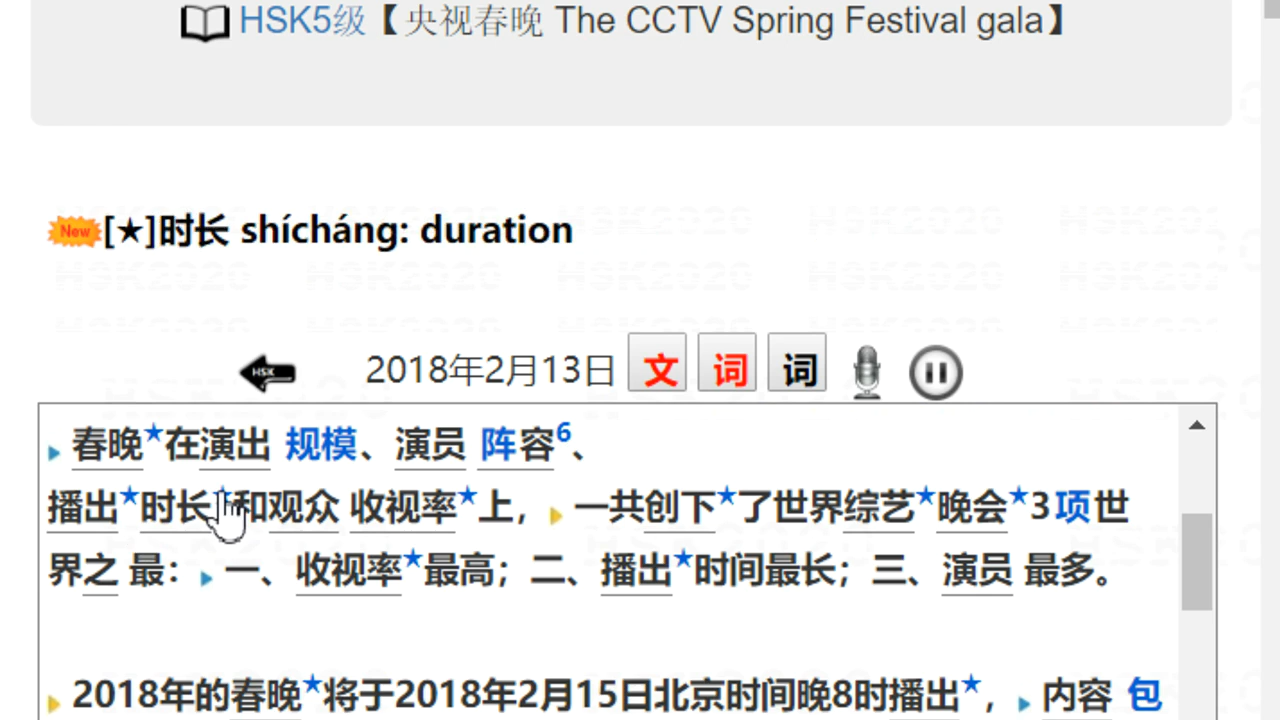 HSK5级【央视春晚 The CCTV Spring Festival gala】
New [★]时长 shícháng: duration
HSK 2018年2月13日 文 词 词
春晚★在演出 规模、演员 阵容6、
播出★时长★和观众 收视率★上，一共创下★了世界综艺★晚会★3项世
界之 最：一、收视率★最高；二、播出★时间最长；三、演员 最多。
2018年的春晚★将于2018年2月15日北京时间晚8时播出★，内容 包